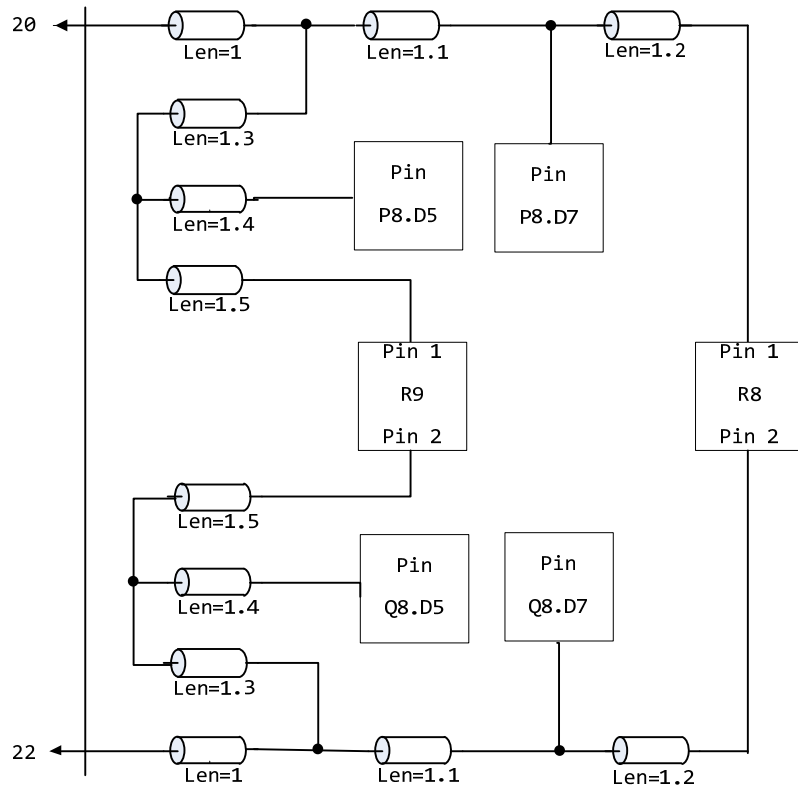 20
Len=1
Len=1.1
Len=1.2
Len=1.3
Pin
P8.D5
Pin
P8.D7
Len=1.4
Len=1.5
Pin 1
R9
Pin 2
Pin 1
R8
Pin 2
Len=1.5
Pin
Q8.D5
Pin
Q8.D7
Len=1.4
Len=1.3
22
Len=1
Len=1.1
Len=1.2